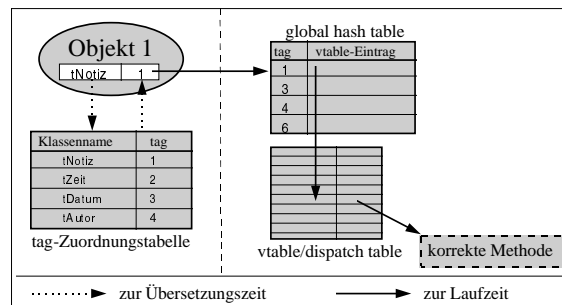 Objekt 1
tNotiz 1
Klassenname tag
tNotiz 1
tZeit 2
tDatum 3
tAutor 4
tag-Zuordnungstabelle
global hash table
tag vtable-Eintrag
1
3
4
6
vtable/dispatch table
korrekte Methode
zur Übersetzungszeit
zur Laufzeit